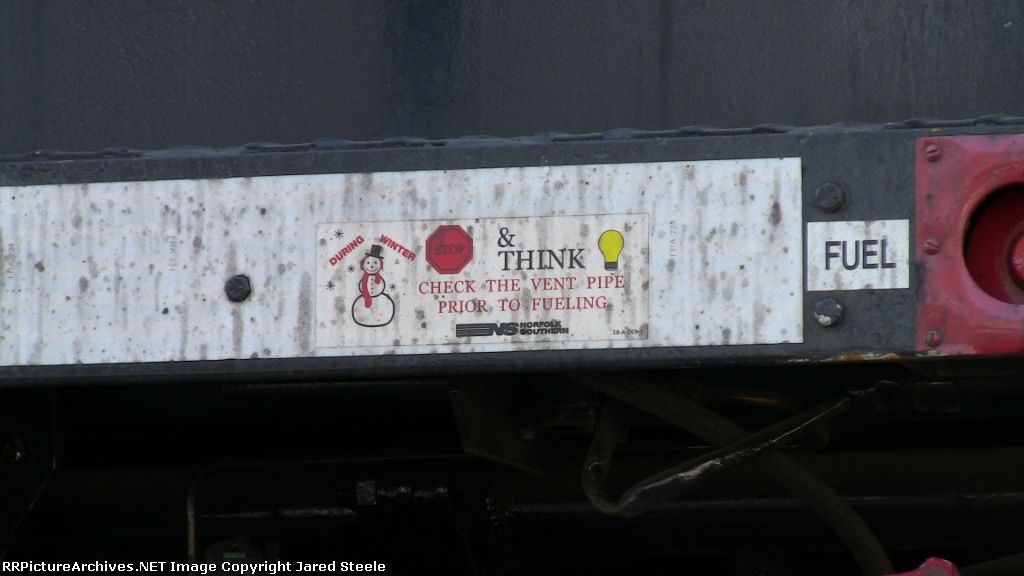 DURING WINTER
STOP
&
THINK
CHECK THE VENT PIPE
PRIOR TO FUELING
NS NORFOLK
SOUTHERN
FUEL
RRPictureArchives.NET Image Copyright Jared Steele